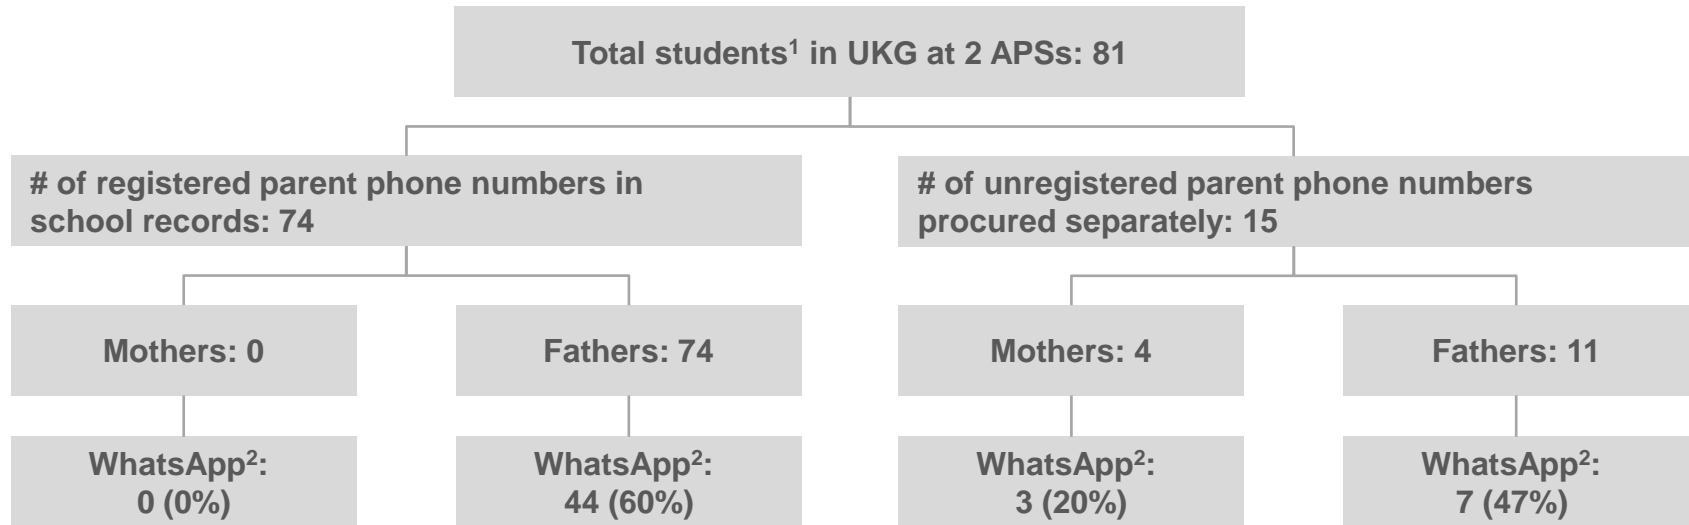 Total students¹ in UKG at 2 APSs: 81
# of registered parent phone numbers in
school records: 74
# of unregistered parent phone numbers
procured separately: 15
Mothers: 0
Fathers: 74
Mothers: 4
Fathers: 11
WhatsApp²:
0 (0%)
WhatsApp²:
44 (60%)
WhatsApp²:
3 (20%)
WhatsApp²:
7 (47%)